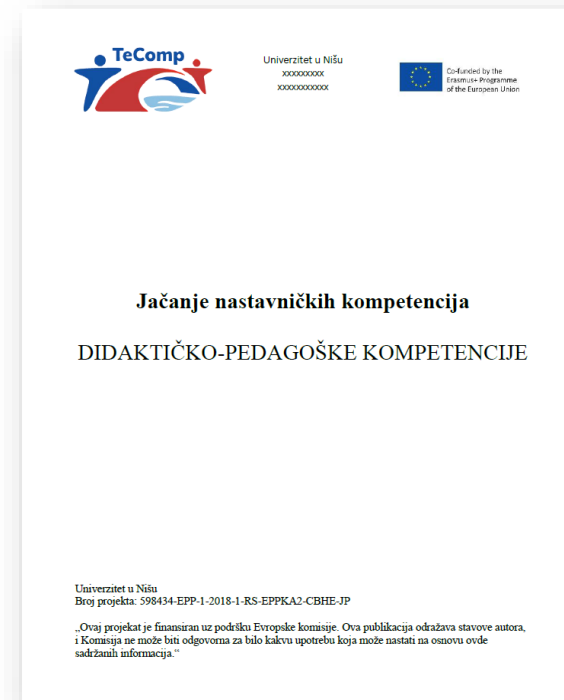 TeComp
Univerzitet u Nišu
xxxxxxxxx
xxxxxxxxxxx
Co-funded by the
Erasmus+ Programme
of the European Union
Jačanje nastavničkih kompetencija
DIDAKTIČKO-PEDAGOŠKE KOMPETENCIJE
Univerzitet u Nišu
Broj projekta: 598434-EPP-1-2018-1-RS-EPPKA2-CBHE-JP
„Ovaj projekat je finansiran uz podršku Evropske komisije. Ova publikacija odražava stavove autora,
i Komisija ne može biti odgovorna za bilo kakvu upotrebu koja može nastati na osnovu ovde
sadržanih informacija.“